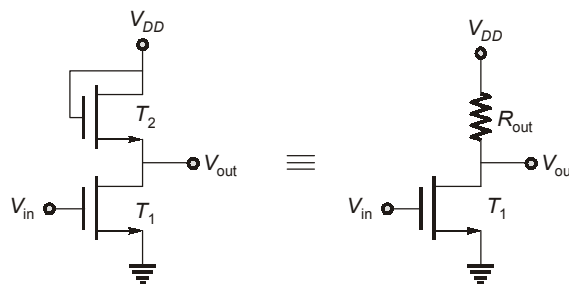 V_DD
T_2
V_out
V_in
T_1
≡
V_DD
R_out
V_ou
V_in
T_1